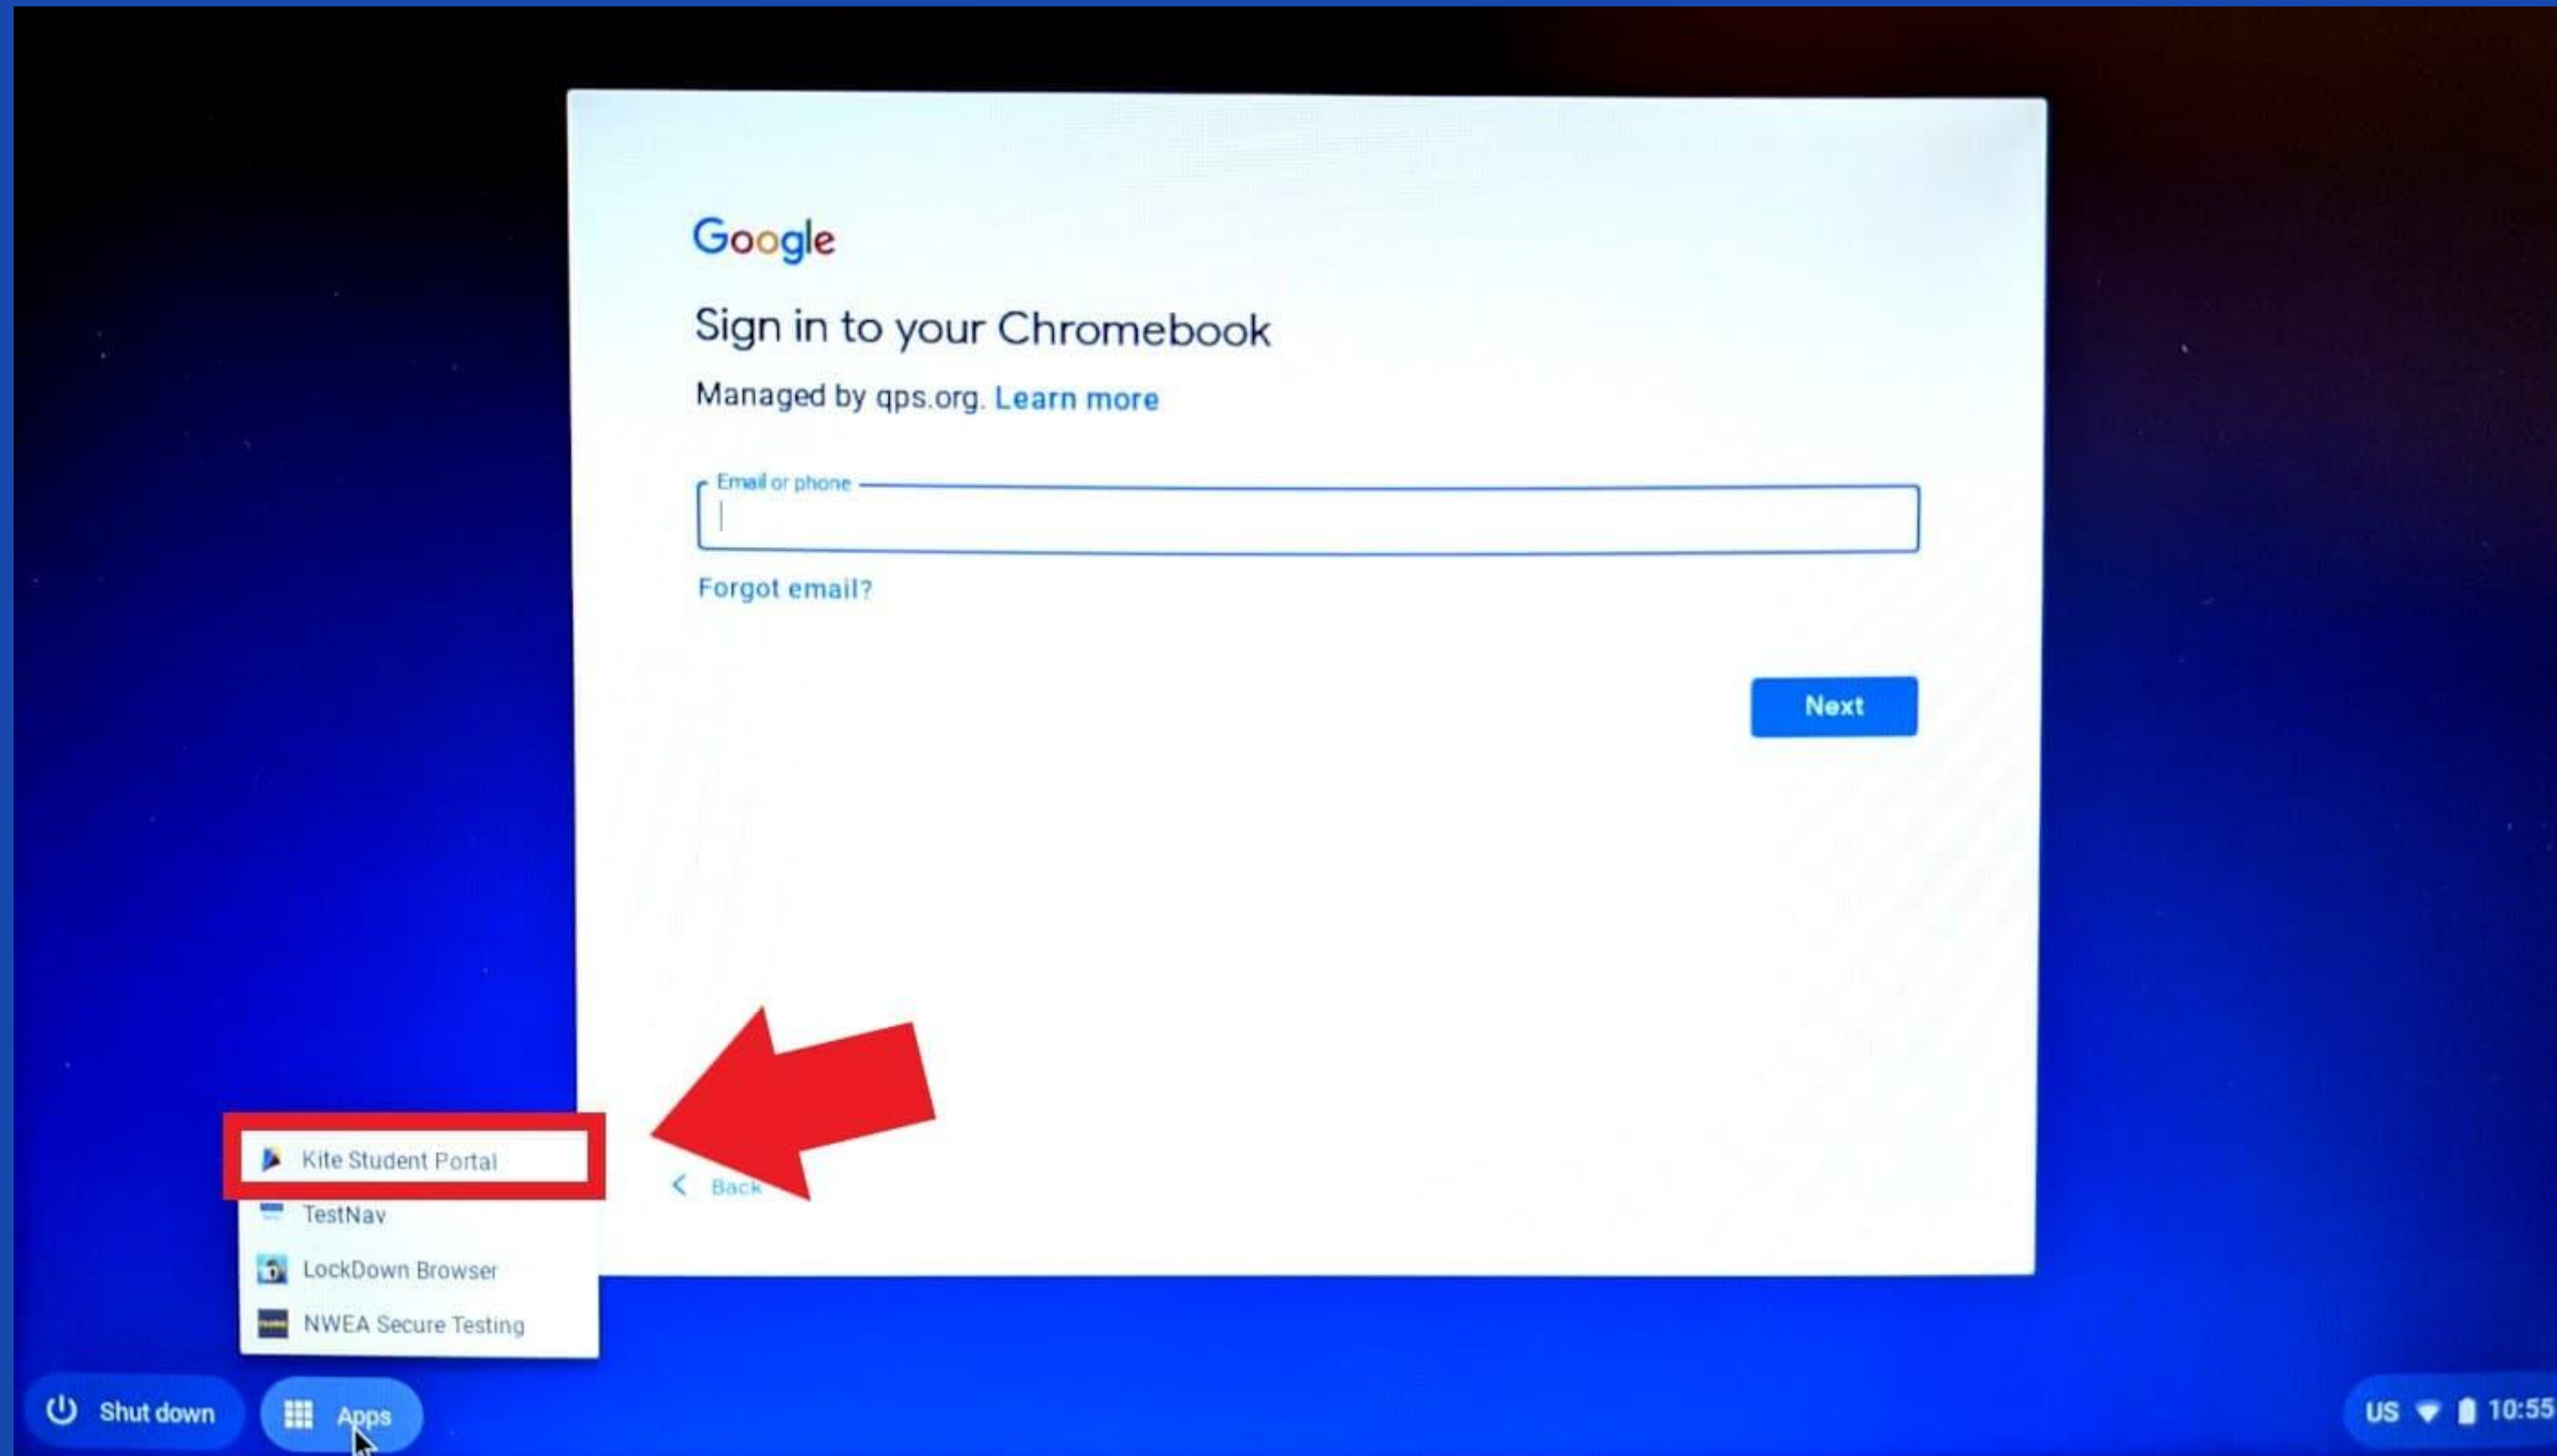 Google
Sign in to your Chromebook
Managed by qps.org. Learn more
Email or phone
Forgot email?
Next
Back
Kite Student Portal
TestNav
LockDown Browser
NWEA Secure Testing
Shut down
Apps
US 10:55